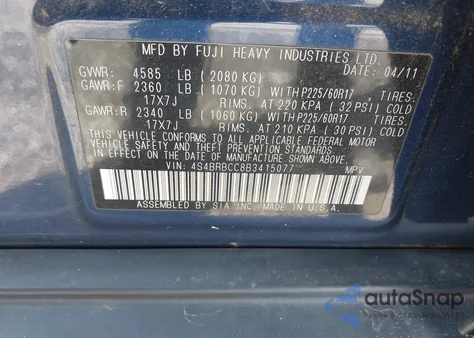 MFD BY FUJI HEAVY INDUSTRIES LTD.
GVWR: 4585 LB ( 2080 KG) DATE: 04/11
GAWR:F 2360 LB ( 1070 KG) WITH P225/60R17 TIRES.
17X7J RIMS. AT 220 KPA ( 32 PSI) COLD
GAWR:R 2340 LB ( 1060 KG) WITH P225/60R17 TIRES.
17X7J RIMS. AT 210 KPA ( 30 PSI) COLD
THIS VEHICLE CONFORMS TO ALL APPLICABLE FEDERAL MOTOR
VEHICLE SAFETY AND THEFT PREVENTION STANDARDS IN EFFECT
ON THE DATE OF MANUFACTURE SHOWN ABOVE.
VIN: 4S4BRBCC8B3415077 MPV
ASSEMBLED BY SIA INC. MADE IN U.S.A.
autoSnap